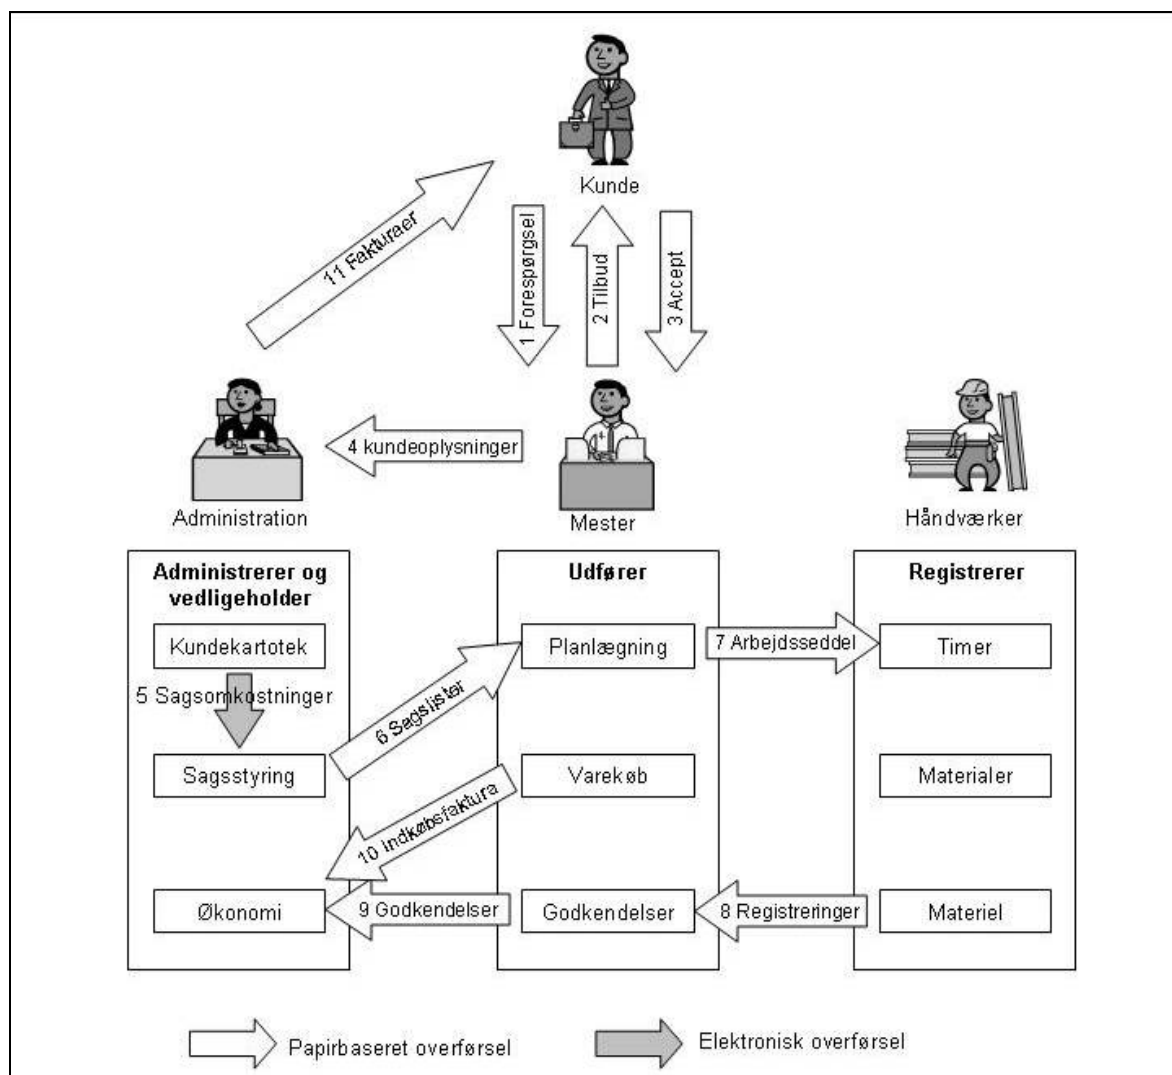 Kunde
11 Fakturaer
1 Forespørgsel
2 Tilbud
3 Accept
4 kundeoplysninger
Administration
Mester
Håndværker
Administrerer og
vedligeholder
Udfører
Registrerer
Kundekartotek
Planlægning
7 Arbejdsseddel
Timer
5 Sagsomkostninger
6 Sagslister
Sagsstyring
Varekøb
Materialer
10 Indkøbsfaktura
Økonomi
9 Godkendelser
Godkendelser
8 Registreringer
Materiel
Papirbaseret overførsel
Elektronisk overførsel